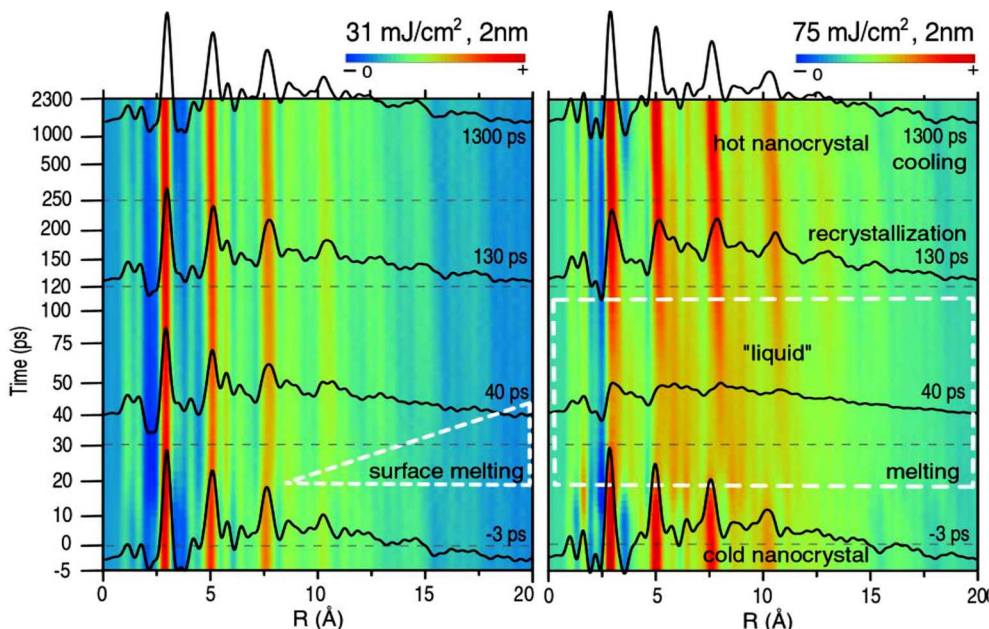 31 mJ/cm², 2nm
− 0 +
75 mJ/cm², 2nm
− 0 +
Time (ps)
2300
1000
500
250
200
150
120
100
75
50
40
30
20
10
0
-5
1300 ps
130 ps
40 ps
surface melting
-3 ps
0 5 10 15 20
R (Å)
1300 ps
hot nanocrystal
cooling
recrystallization
130 ps
"liquid"
40 ps
melting
-3 ps
cold nanocrystal
0 5 10 15 20
R (Å)